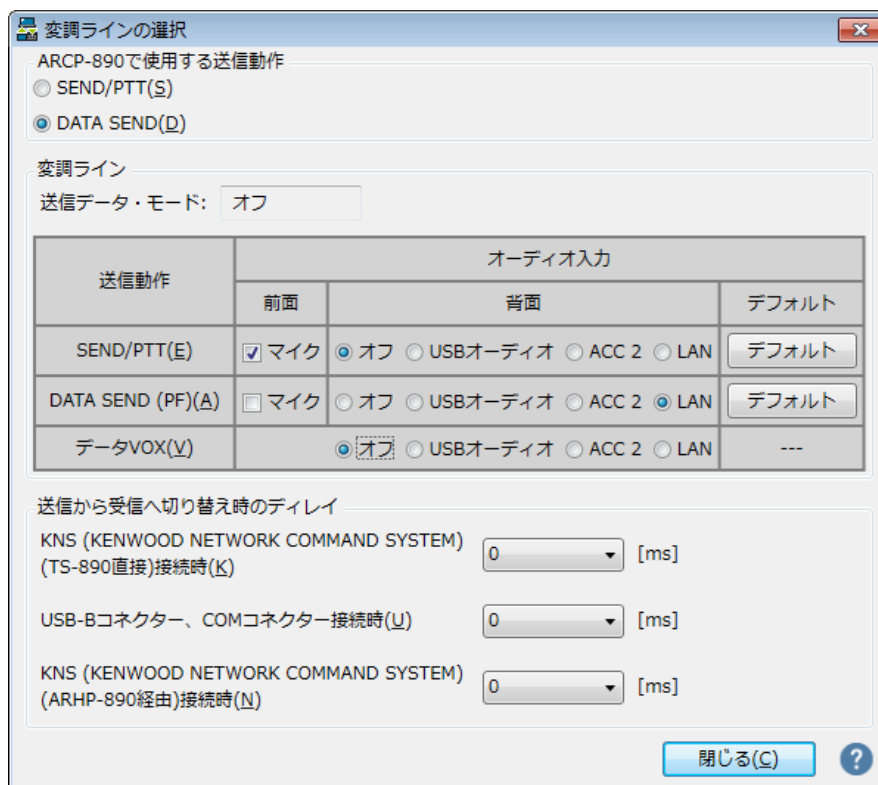 変調ラインの選択
ARCP-890で使用する送信動作
SEND/PTT(S)
DATA SEND(D)
変調ライン
送信データ・モード: オフ
送信動作
オーディオ入力
前面 背面 デフォルト
SEND/PTT(E) マイク オフ USBオーディオ ACC 2 LAN デフォルト
DATA SEND (PF)(A) マイク オフ USBオーディオ ACC 2 LAN デフォルト
データVOX(V) オフ USBオーディオ ACC 2 LAN ---
送信から受信へ切り替え時のディレイ
KNS (KENWOOD NETWORK COMMAND SYSTEM)
(TS-890直接)接続時(K) 0 [ms]
USB-Bコネクター、COMコネクター接続時(U) 0 [ms]
KNS (KENWOOD NETWORK COMMAND SYSTEM)
(ARHP-890経由)接続時(N) 0 [ms]
閉じる(C) ?